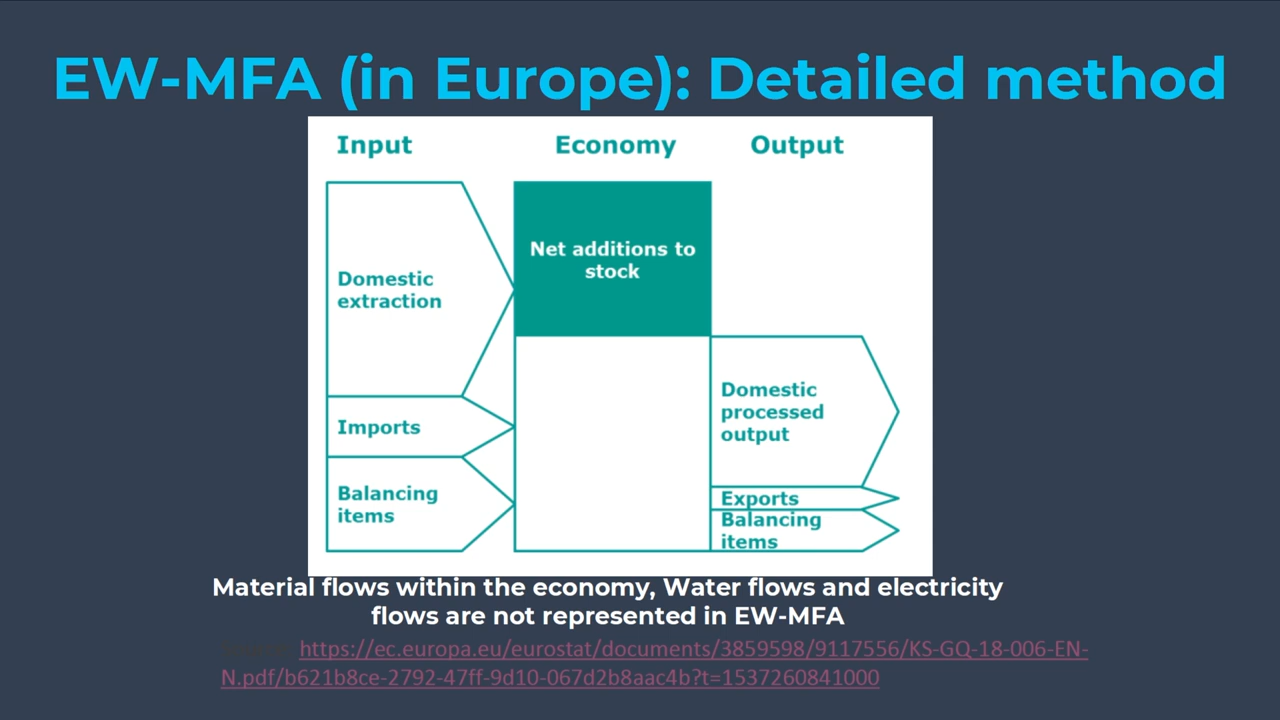 EW-MFA (in Europe): Detailed method
Input
Economy
Output
Domestic
extraction
Net additions to
stock
Imports
Balancing
items
Domestic
processed
output
Exports
Balancing
items
Material flows within the economy, Water flows and electricity
flows are not represented in EW-MFA
https://ec.europa.eu/eurostat/documents/3859598/9117556/KS-GQ-18-006-EN-
N.pdf/b621b8ce-2792-47ff-9d10-067d2b8aac4b?t=1537260841000